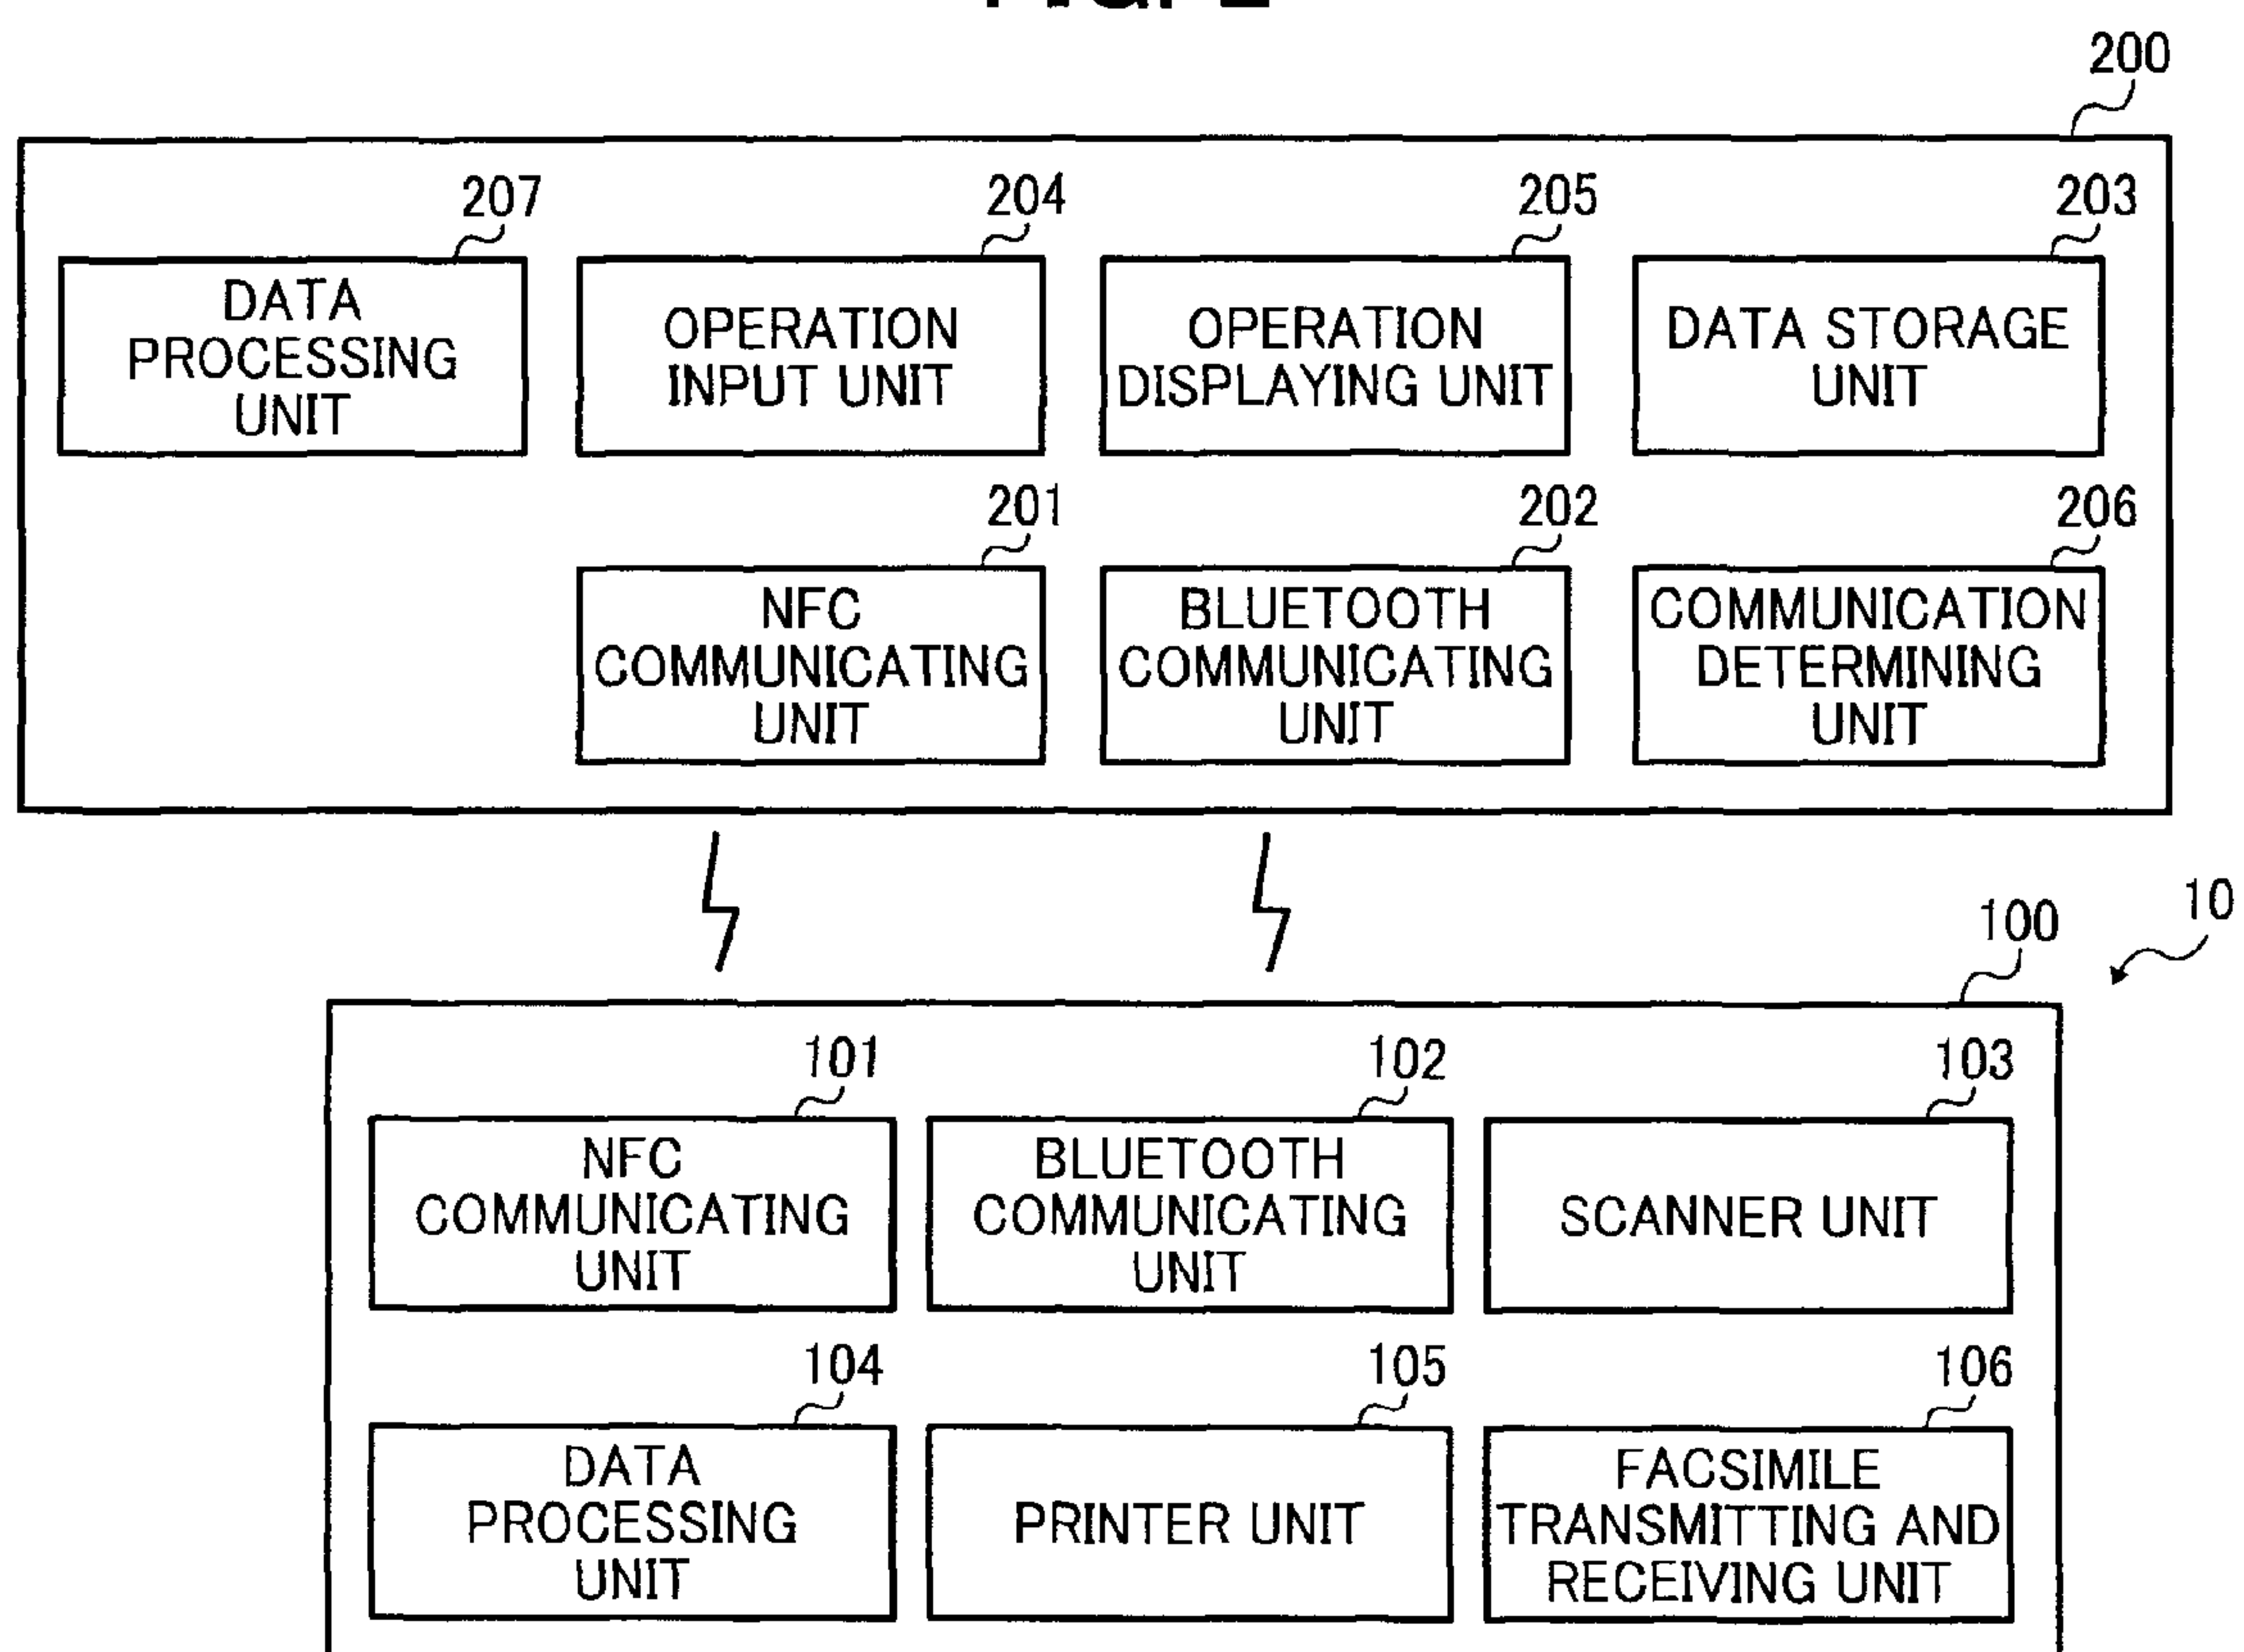 200
207
204
205
203
DATA
PROCESSING
UNIT
OPERATION
INPUT UNIT
OPERATION
DISPLAYING UNIT
DATA STORAGE
UNIT
201
202
206
NFC
COMMUNICATING
UNIT
BLUETOOTH
COMMUNICATING
UNIT
COMMUNICATION
DETERMINING
UNIT
10
100
101
102
103
NFC
COMMUNICATING
UNIT
BLUETOOTH
COMMUNICATING
UNIT
SCANNER UNIT
104
105
106
DATA
PROCESSING
UNIT
PRINTER UNIT
FACSIMILE
TRANSMITTING AND
RECEIVING UNIT